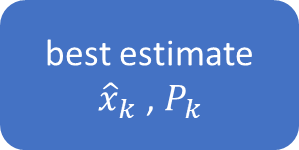 best estimate
x̂ₖ , Pₖ